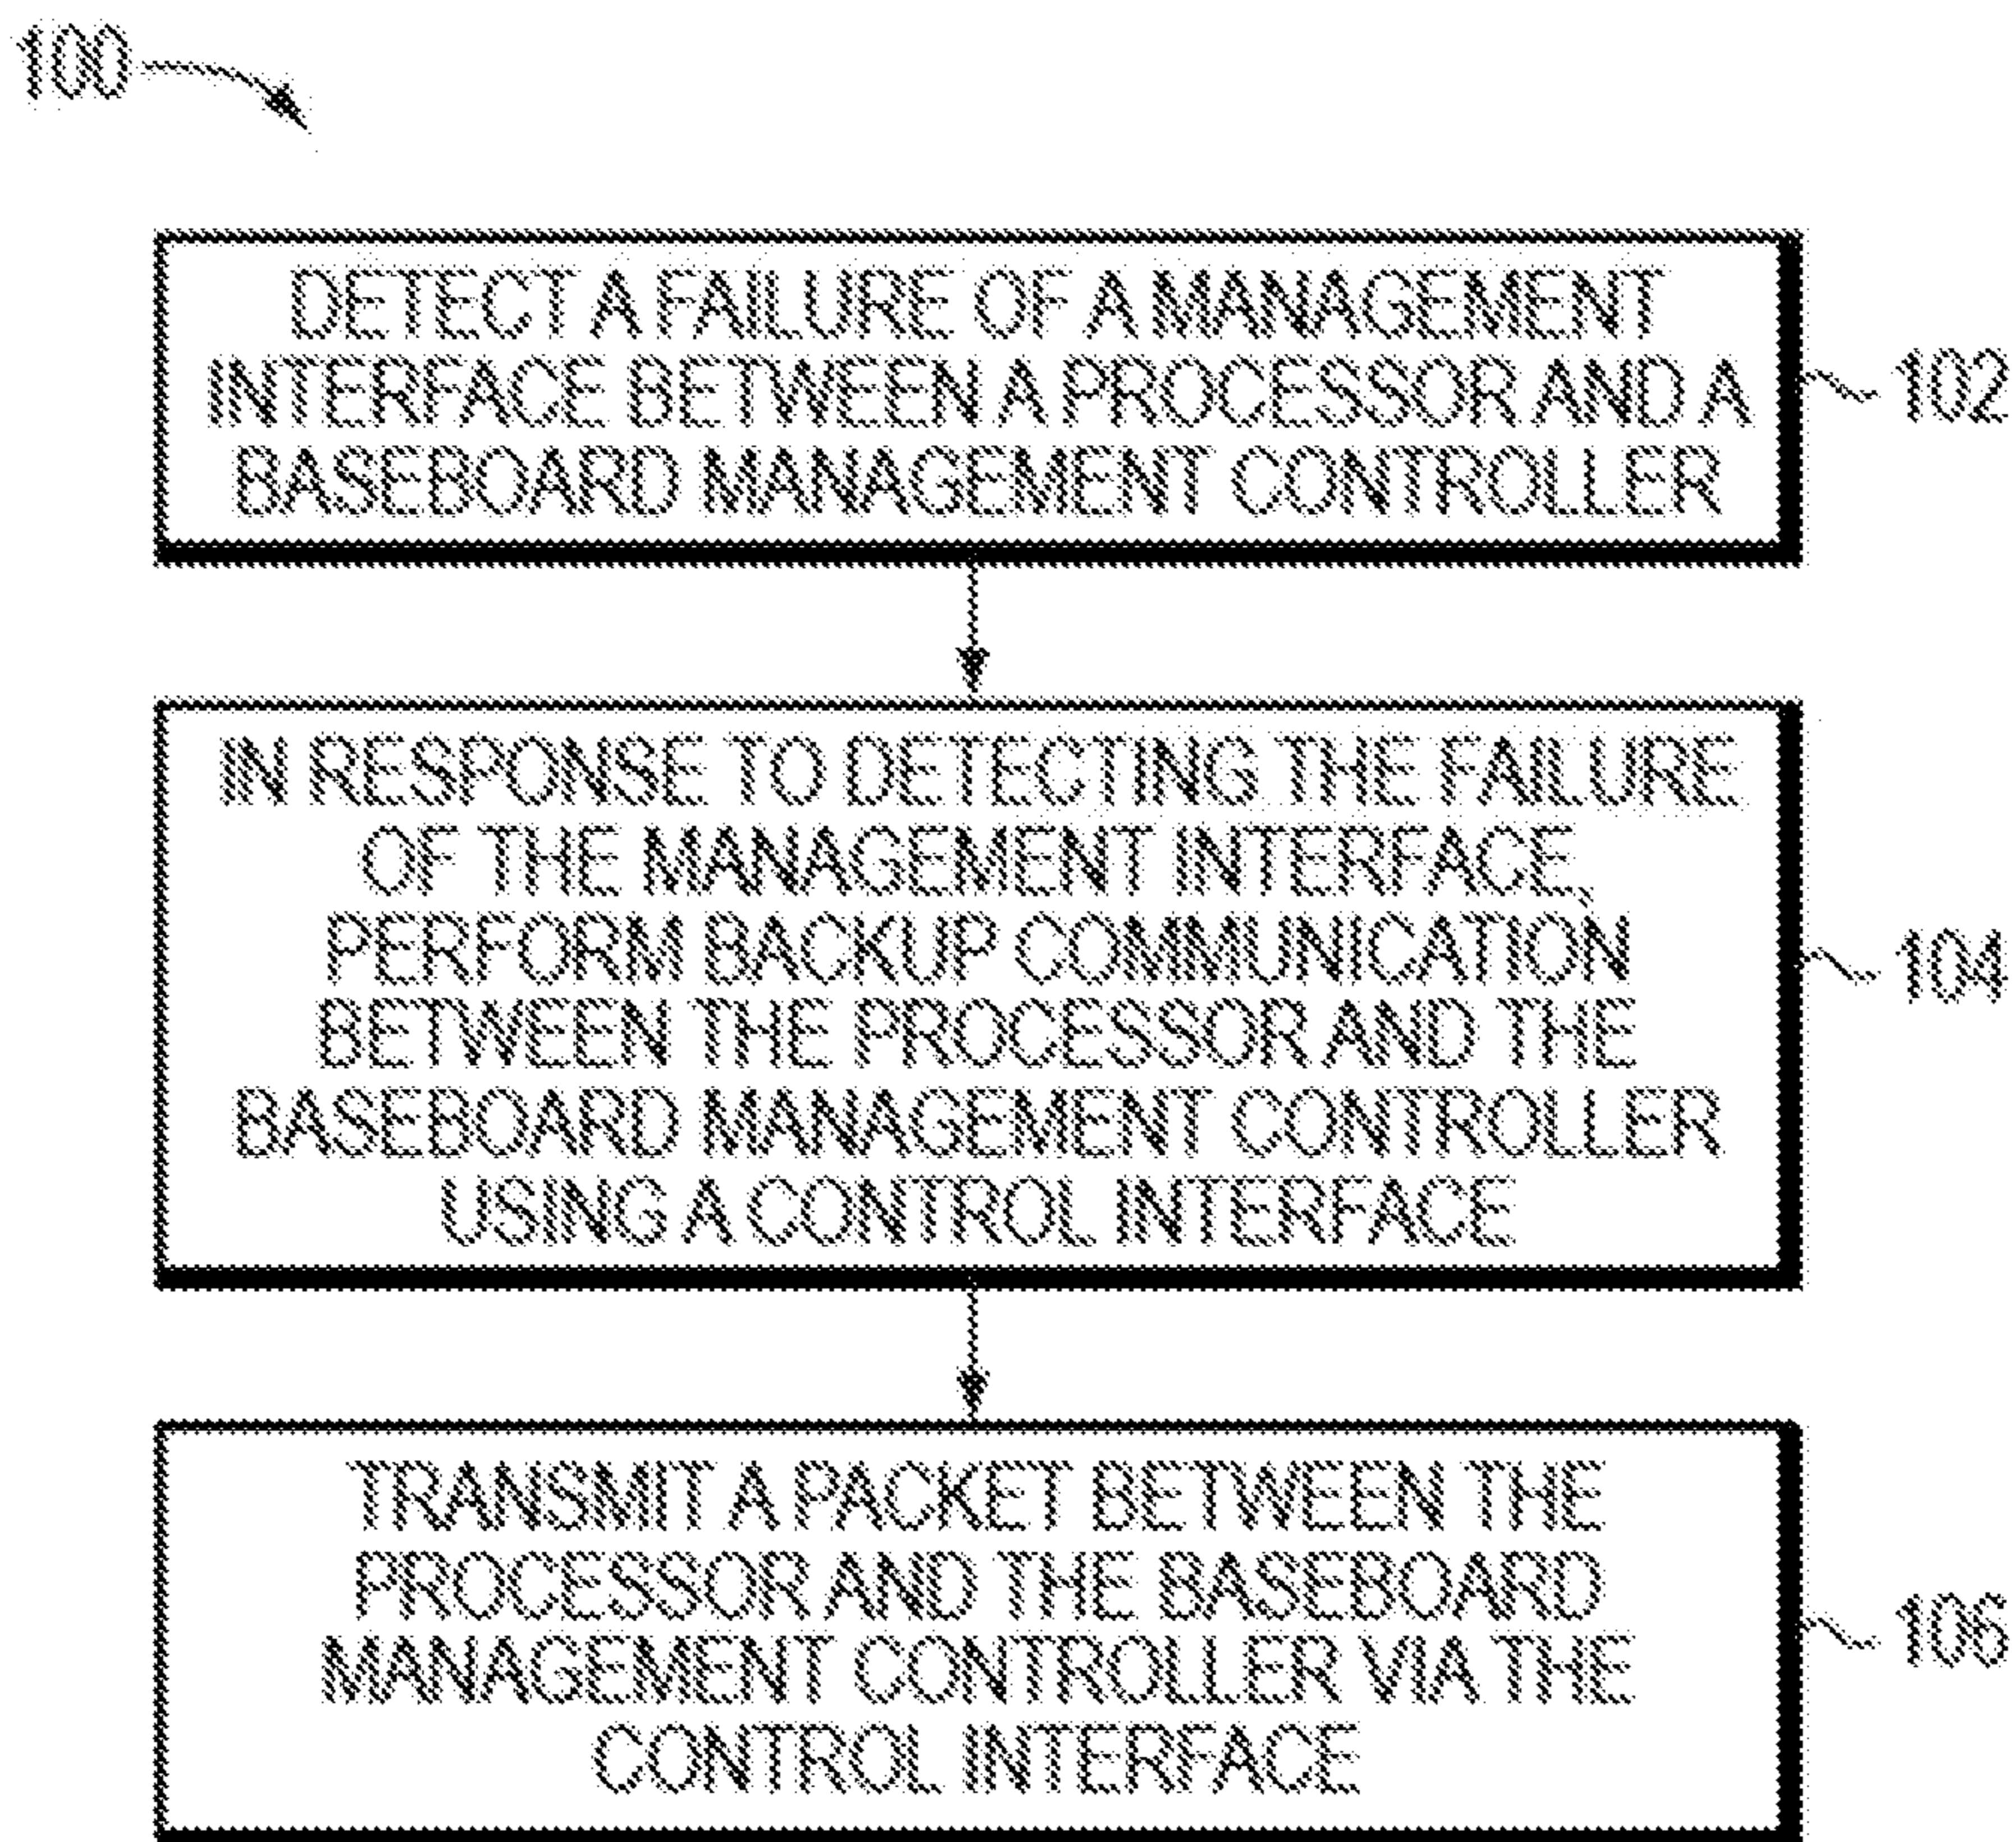 100
DETECT A FAILURE OF A MANAGEMENT
INTERFACE BETWEEN A PROCESSOR AND A
BASEBOARD MANAGEMENT CONTROLLER
102
IN RESPONSE TO DETECTING THE FAILURE
OF THE MANAGEMENT INTERFACE,
PERFORM BACKUP COMMUNICATION
BETWEEN THE PROCESSOR AND THE
BASEBOARD MANAGEMENT CONTROLLER
USING A CONTROL INTERFACE
104
TRANSMIT A PACKET BETWEEN THE
PROCESSOR AND THE BASEBOARD
MANAGEMENT CONTROLLER VIA THE
CONTROL INTERFACE
106